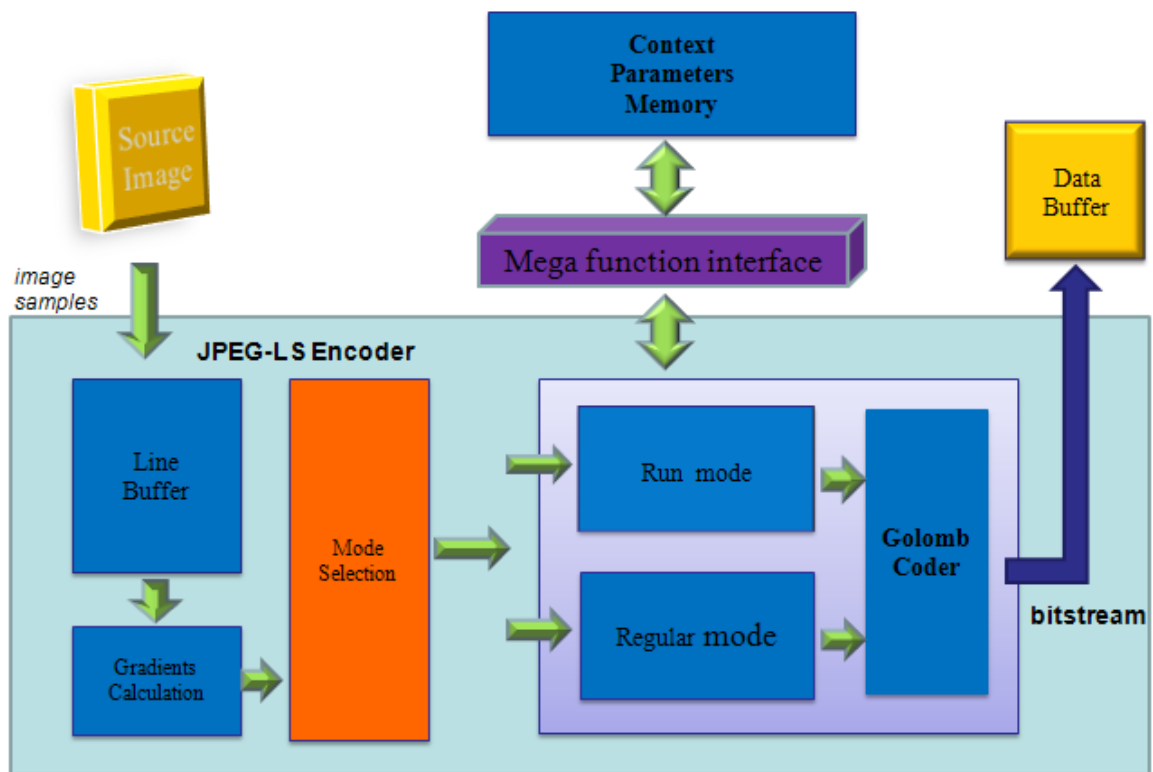 Context
Parameters
Memory
Source
Image
Data
Buffer
Mega function interface
image
samples
JPEG-LS Encoder
Line
Buffer
Run mode
Mode
Selection
Golomb
Coder
bitstream
Regular mode
Gradients
Calculation